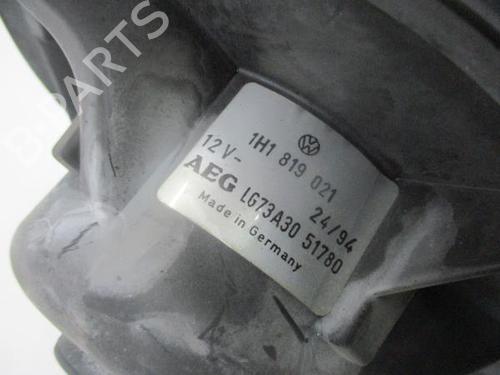 B-PARTS
1H1 819 021
12V-
24/94
AEG LG73A30 51780
Made in Germany